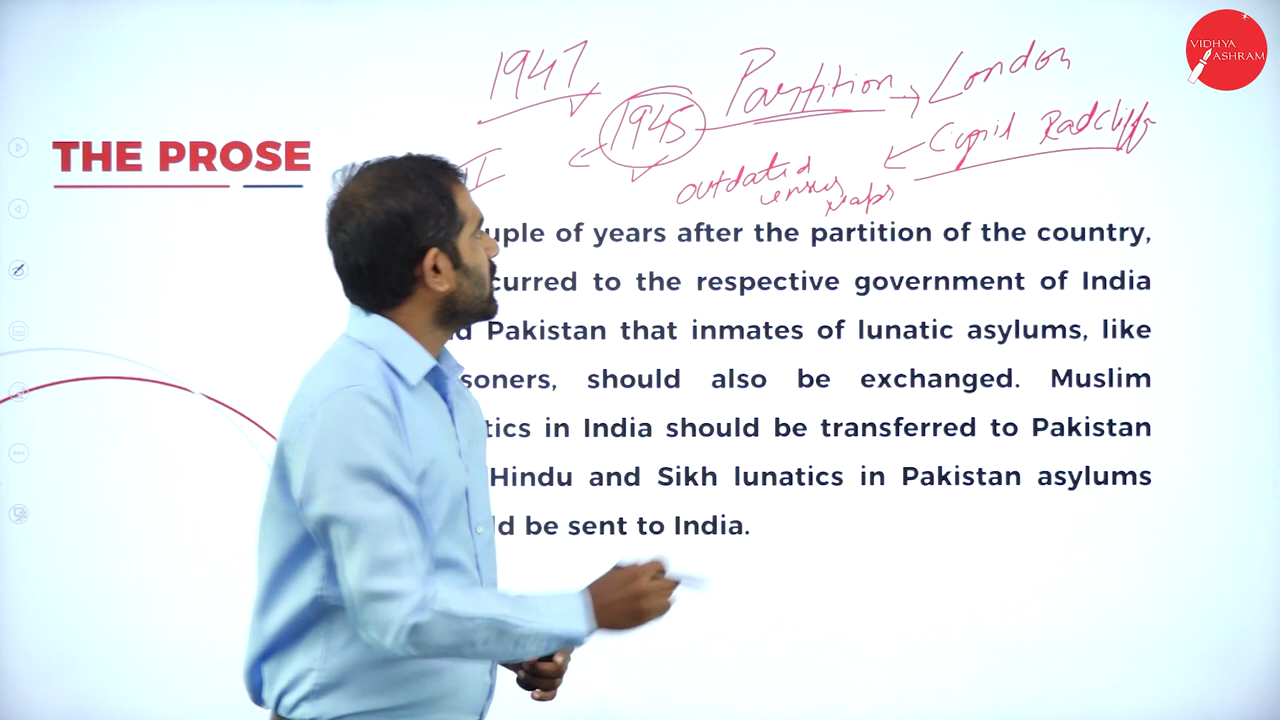 VIDHYA
ASHRAM
1947
Partition → London
1945
Cyril Radcliffe
outdated
census
maps
II
THE PROSE
uple of years after the partition of the country,
curred to the respective government of India
d Pakistan that inmates of lunatic asylums, like
soners, should also be exchanged. Muslim
tics in India should be transferred to Pakistan
Hindu and Sikh lunatics in Pakistan asylums
ld be sent to India.